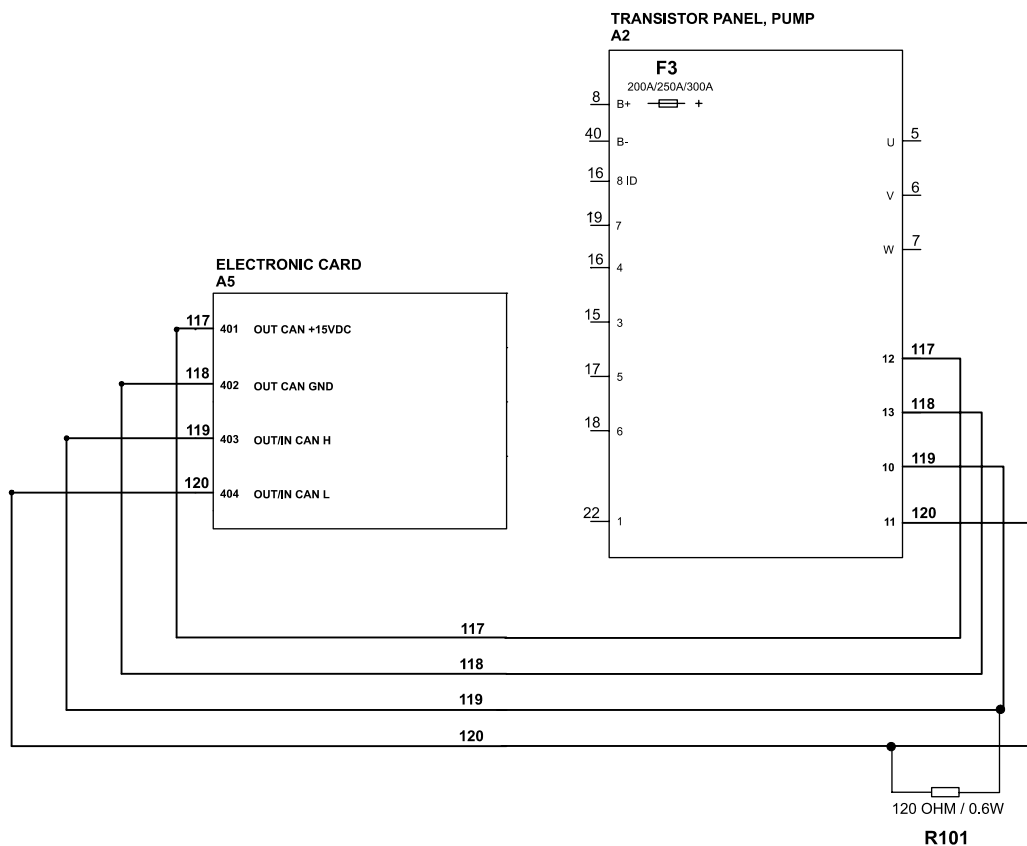 TRANSISTOR PANEL, PUMP
A2
F3
200A/250A/300A
8 B+ +
40 B-
U 5
16 8 ID
V 6
19 7
W 7
16 4
15 3
17 5
18 6
22 1
12 117
13 118
10 119
11 120
ELECTRONIC CARD
A5
117 401 OUT CAN +15VDC
118 402 OUT CAN GND
119 403 OUT/IN CAN H
120 404 OUT/IN CAN L
117
118
119
120
120 OHM / 0.6W
R101